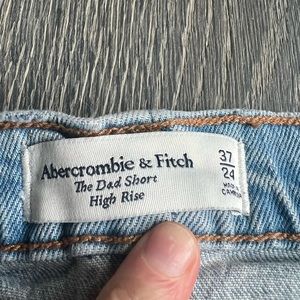 Abercrombie & Fitch
The Dad Short
High Rise
37
24